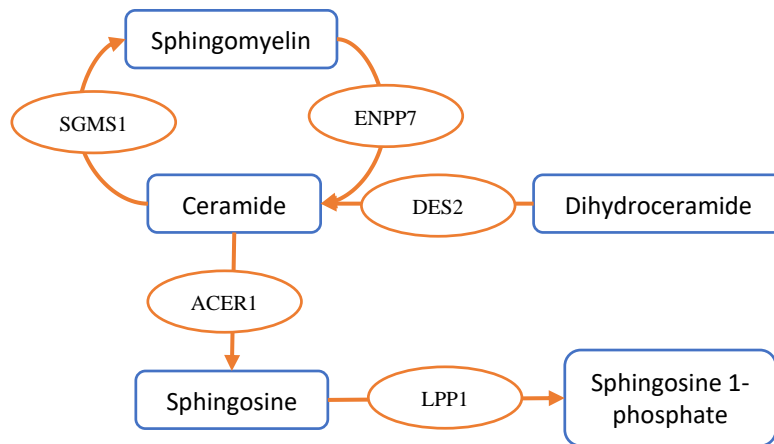 Sphingomyelin
SGMS1
ENPP7
Ceramide
DES2
Dihydroceramide
ACER1
Sphingosine
LPP1
Sphingosine 1-
phosphate